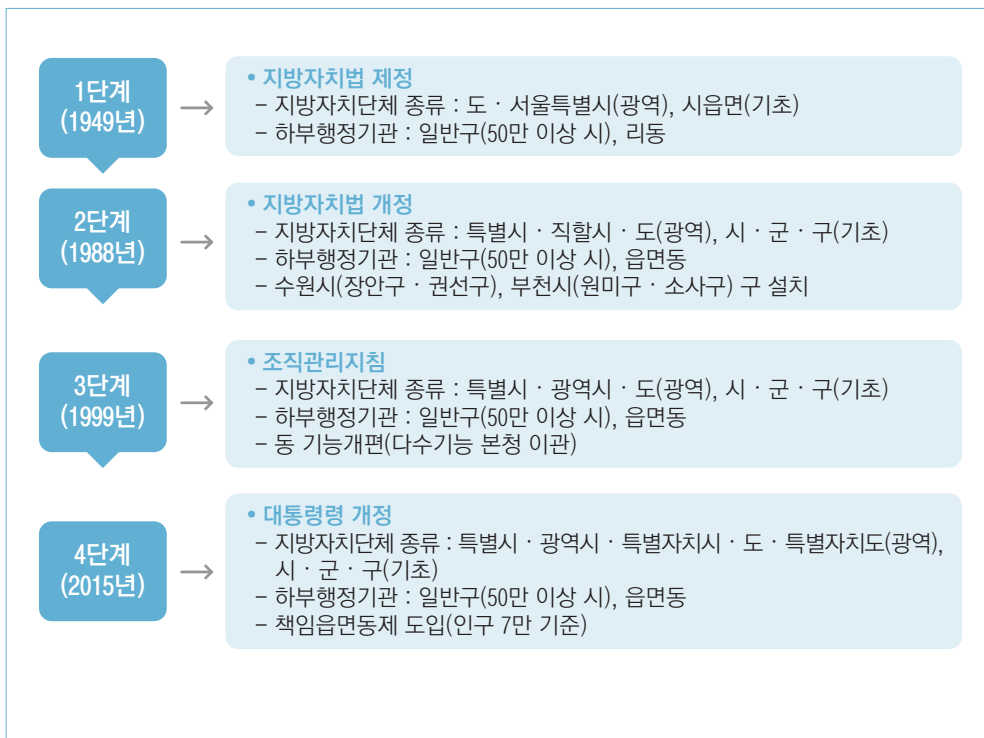 1단계
(1949년)
• 지방자치법 제정
– 지방자치단체 종류 : 도 · 서울특별시(광역), 시읍면(기초)
– 하부행정기관 : 일반구(50만 이상 시), 리동
2단계
(1988년)
• 지방자치법 개정
– 지방자치단체 종류 : 특별시 · 직할시 · 도(광역), 시 · 군 · 구(기초)
– 하부행정기관 : 일반구(50만 이상 시), 읍면동
– 수원시(장안구 · 권선구), 부천시(원미구 · 소사구) 구 설치
3단계
(1999년)
• 조직관리지침
– 지방자치단체 종류 : 특별시 · 광역시 · 도(광역), 시 · 군 · 구(기초)
– 하부행정기관 : 일반구(50만 이상 시), 읍면동
– 동 기능개편(다수기능 본청 이관)
4단계
(2015년)
• 대통령령 개정
– 지방자치단체 종류 : 특별시 · 광역시 · 특별자치시 · 도 · 특별자치도(광역),
시 · 군 · 구(기초)
– 하부행정기관 : 일반구(50만 이상 시), 읍면동
– 책임읍면동제 도입(인구 7만 기준)